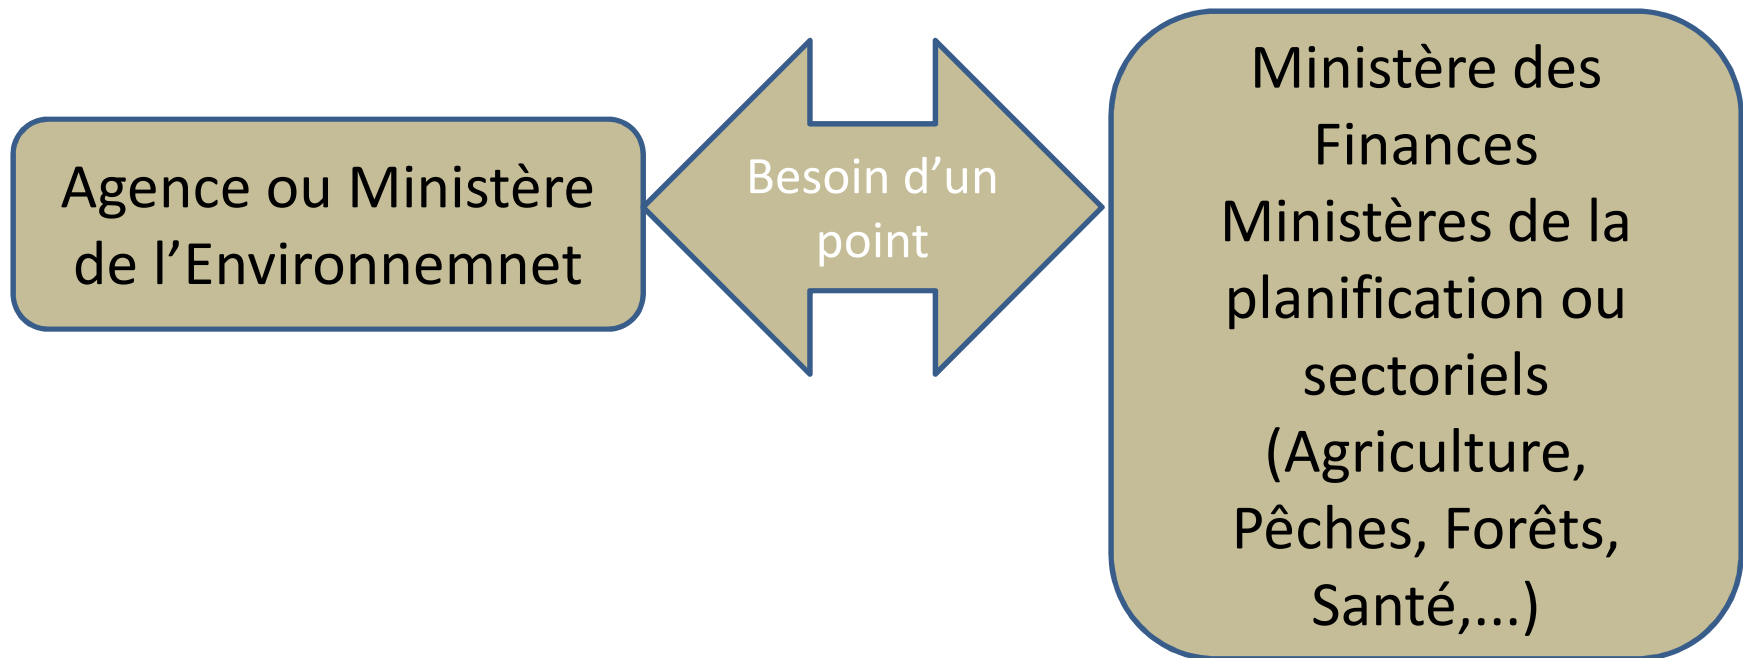 Agence ou Ministère
de l’Environnemnet
Besoin d’un
point
Ministère des
Finances
Ministères de la
planification ou
sectoriels
(Agriculture,
Pêches, Forêts,
Santé,...)